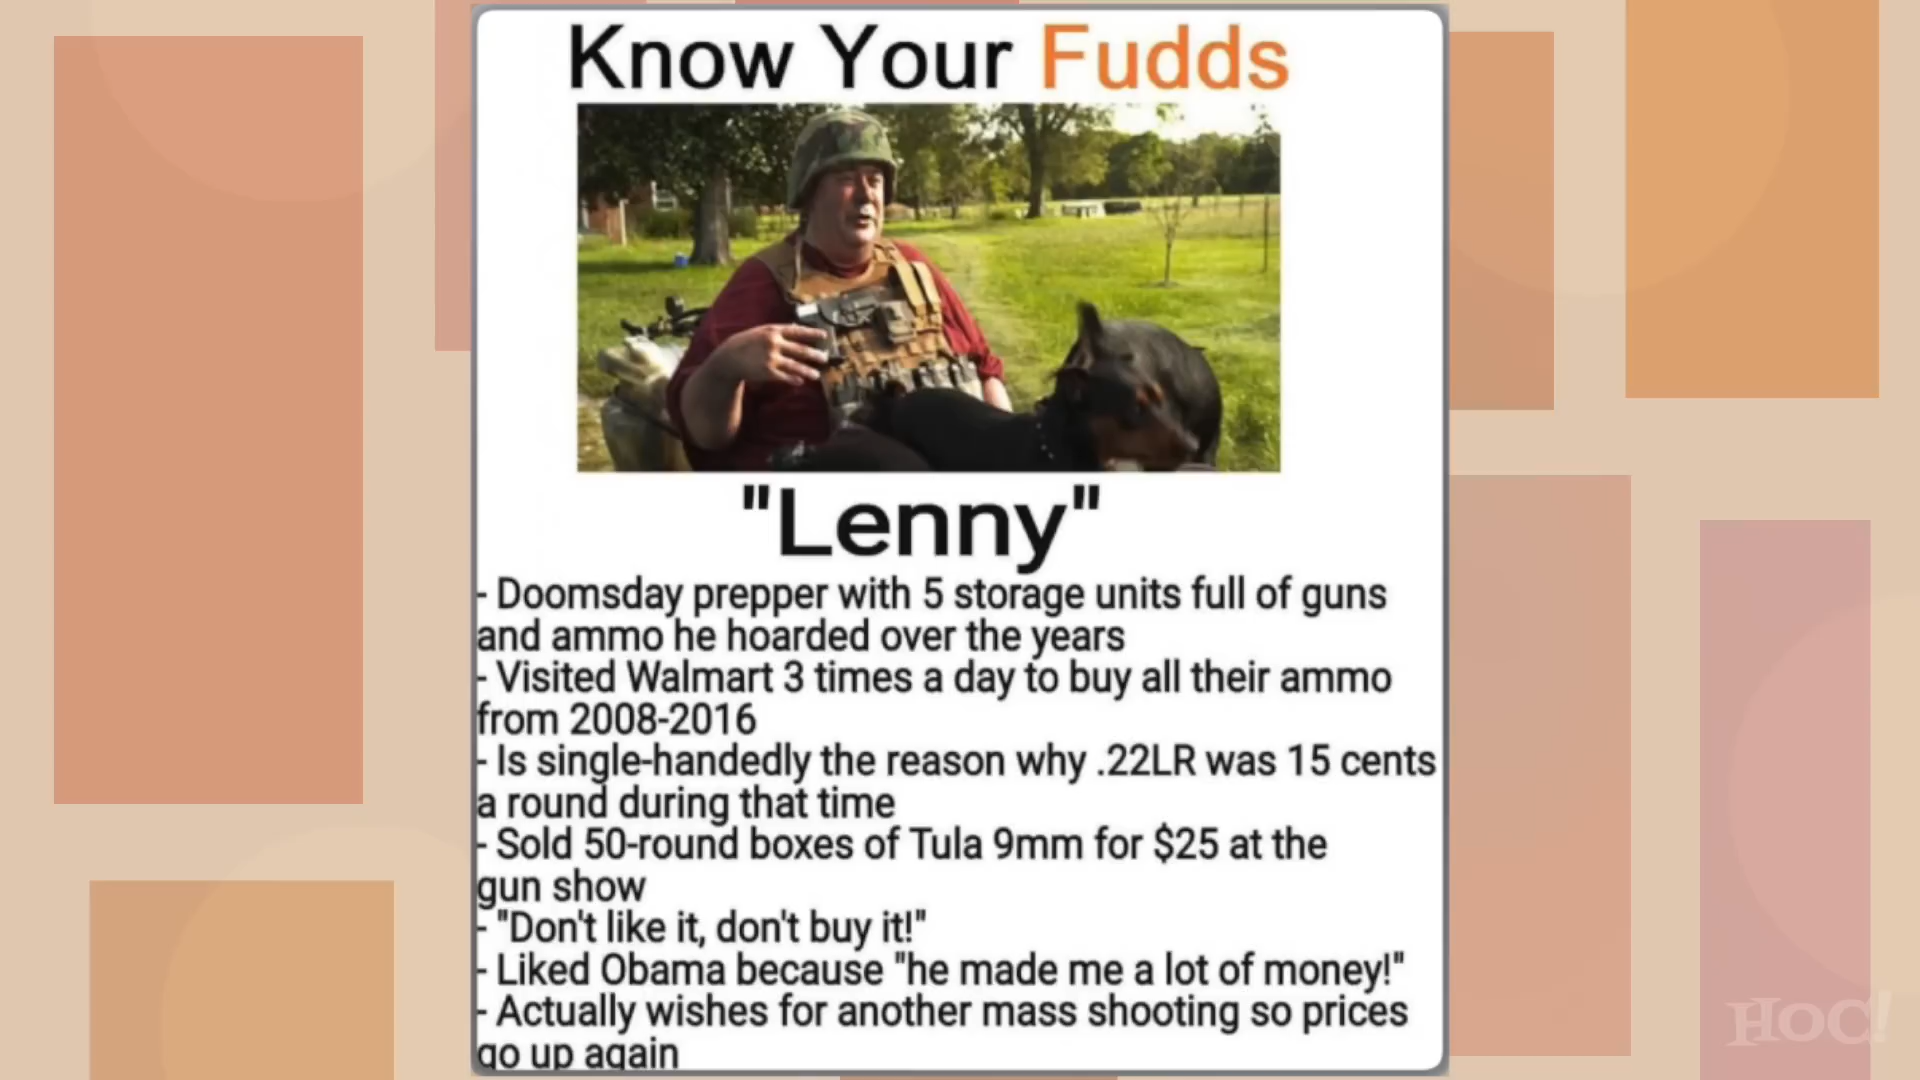 Know Your Fudds
"Lenny"
- Doomsday prepper with 5 storage units full of guns
and ammo he hoarded over the years
- Visited Walmart 3 times a day to buy all their ammo
from 2008-2016
- Is single-handedly the reason why .22LR was 15 cents
a round during that time
- Sold 50-round boxes of Tula 9mm for $25 at the
gun show
- "Don't like it, don't buy it!"
- Liked Obama because "he made me a lot of money!"
- Actually wishes for another mass shooting so prices
go up again
HOC!